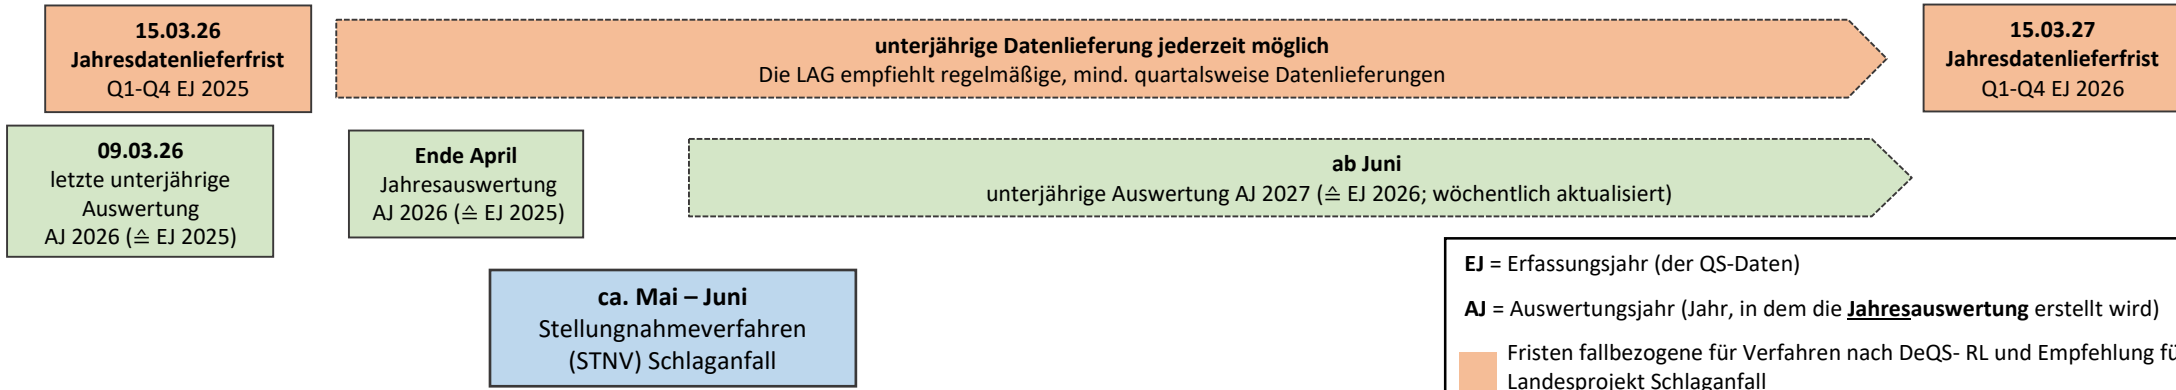 15.03.26
Jahresdatenlieferfrist
Q1-Q4 EJ 2025
unterjährige Datenlieferung jederzeit möglich
Die LAG empfiehlt regelmäßige, mind. quartalsweise Datenlieferungen
15.03.27
Jahresdatenlieferfrist
Q1-Q4 EJ 2026
09.03.26
letzte unterjährige
Auswertung
AJ 2026 (≙ EJ 2025)
Ende April
Jahresauswertung
AJ 2026 (≙ EJ 2025)
ab Juni
unterjährige Auswertung AJ 2027 (≙ EJ 2026; wöchentlich aktualisiert)
ca. Mai – Juni
Stellungnahmeverfahren
(STNV) Schlaganfall
EJ = Erfassungsjahr (der QS-Daten)
AJ = Auswertungsjahr (Jahr, in dem die Jahresauswertung erstellt wird)
Fristen fallbezogene für Verfahren nach DeQS- RL und Empfehlung
Landesprojekt Schlaganfall